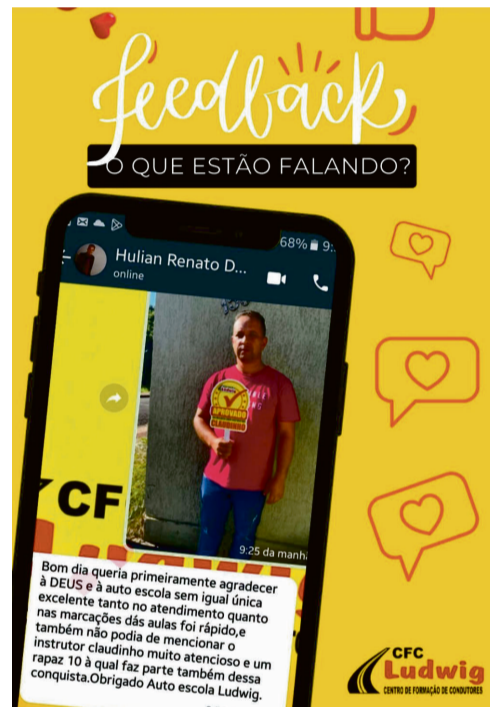 Feedback
O QUE ESTÃO FALANDO?
68% 9:
Hulian Renato D...
online
APROVADO
CLAUDINHO
9:25 da manhã
CF
Bom dia queria primeiramente agradecer
à DEUS e à auto escola sem igual única
excelente tanto no atendimento quanto
nas marcações dás aulas foi rápido,e
também não podia de mencionar o
instrutor claudinho muito atencioso e um
rapaz 10 à qual faz parte também dessa
conquista.Obrigado Auto escola Ludwig.
CFC
Ludwig
CENTRO DE FORMAÇÃO DE CONDUTORES